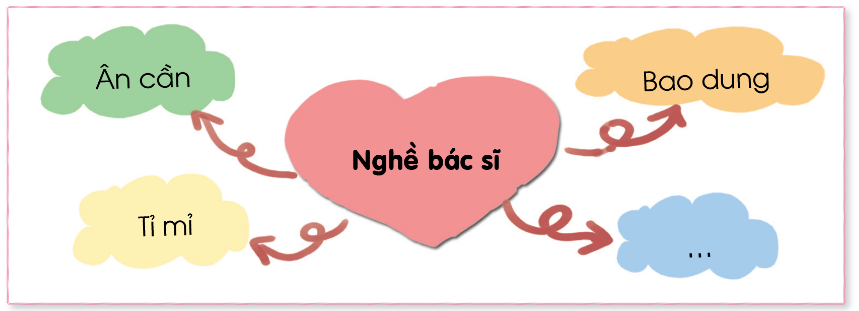 Ân cần
Bao dung
Nghề bác sĩ
Tỉ mỉ
...